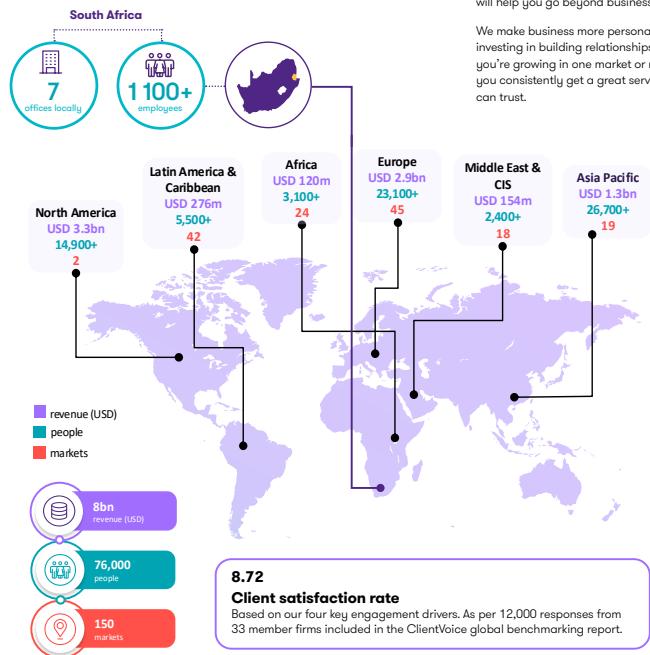 will help you go beyond business
We make business more persona
investing in building relationships
you're growing in one market or
you consistently get a great serv
can trust.
South Africa
7
offices locally
1 100+
employees
North America
USD 3.3bn
14,900+
2
Latin America &
Caribbean
USD 276m
5,500+
42
Africa
USD 120m
3,100+
24
Europe
USD 2.9bn
23,100+
45
Middle East &
CIS
USD 154m
2,400+
18
Asia Pacific
USD 1.3bn
26,700+
19
revenue (USD)
people
markets
8bn
revenue (USD)
76,000
people
150
markets
8.72
Client satisfaction rate
Based on our four key engagement drivers. As per 12,000 responses from
33 member firms included in the ClientVoice global benchmarking report.